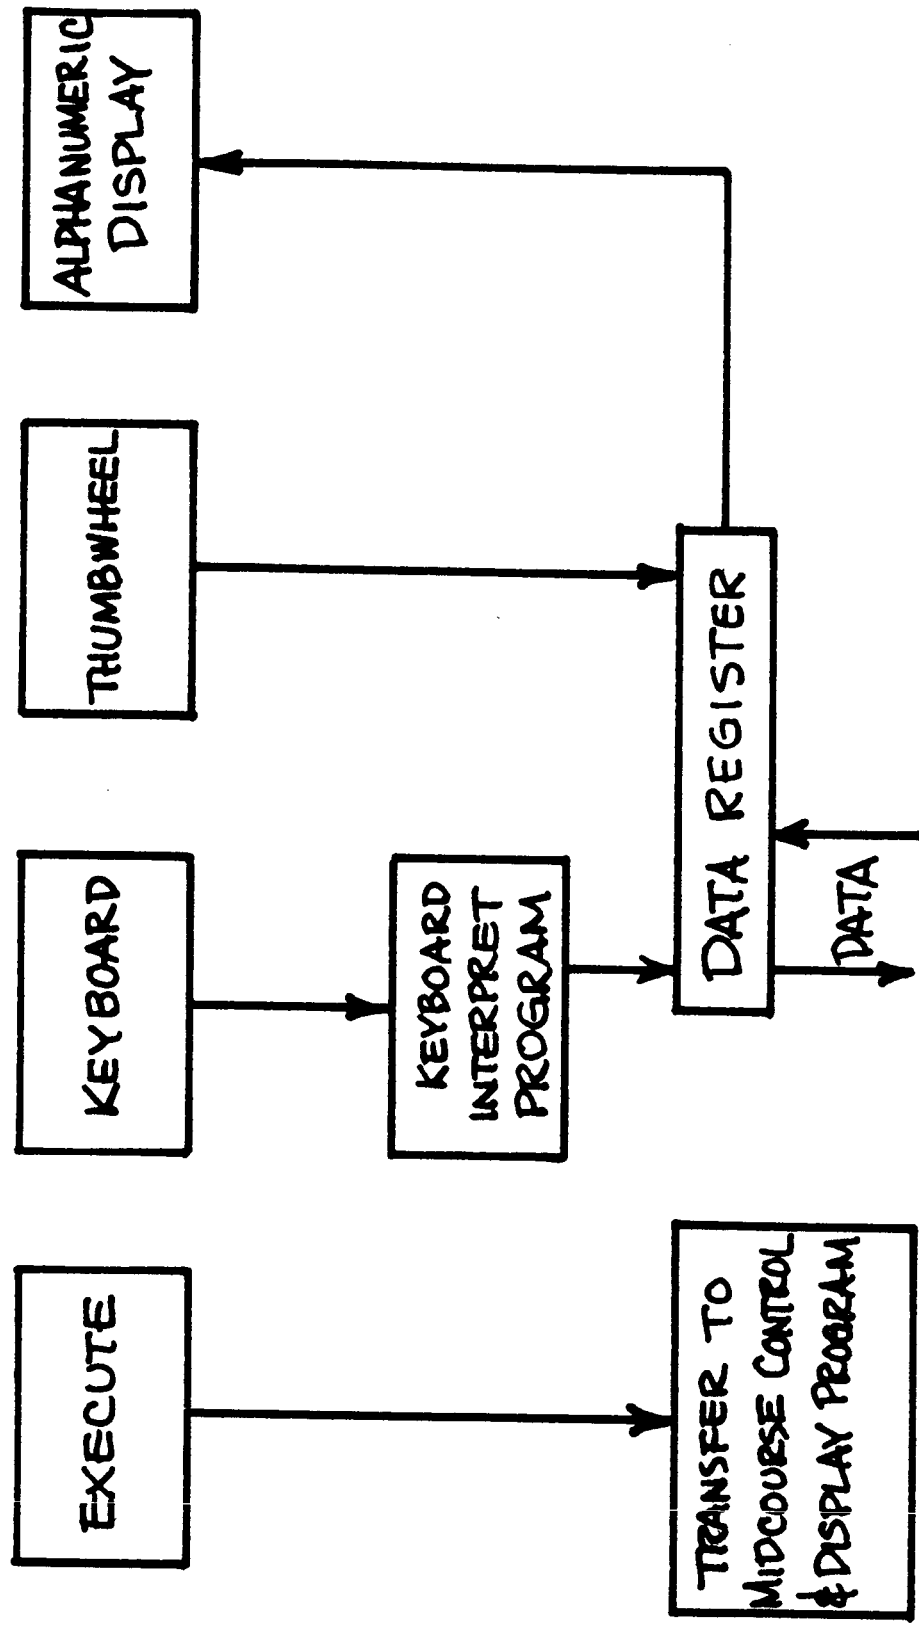 EXECUTE
KEYBOARD
THUMBWHEEL
ALPHANUMERIC
DISPLAY
KEYBOARD
INTERPRET
PROGRAM
TRANSFER TO
MIDCOURSE CONTROL
& DISPLAY PROGRAM
DATA REGISTER
DATA